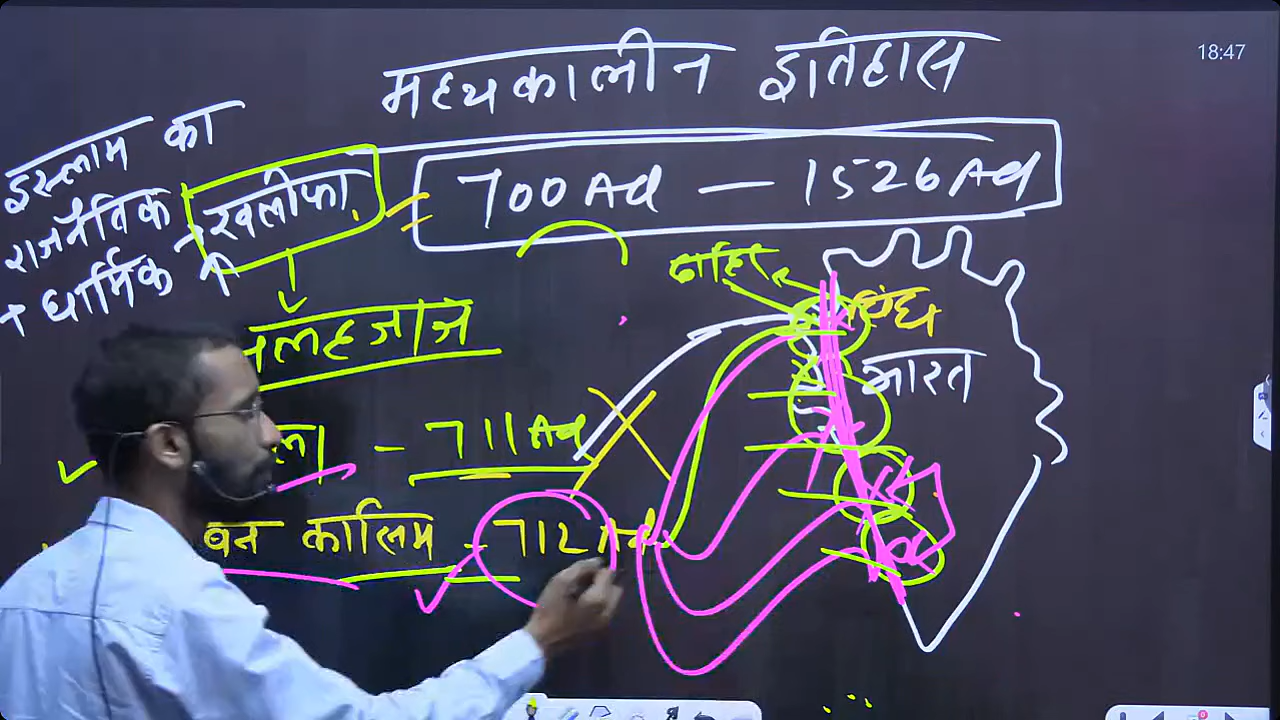 मध्यकालीन इतिहास
18:47
इस्लाम का
राजनैतिक
+ धार्मिक
खलीफा
700 AD — 1526 AD
दाहिर
सिंध
भारत
लहजाज
ला - 711 AD
बिन कासिम - 712 AD